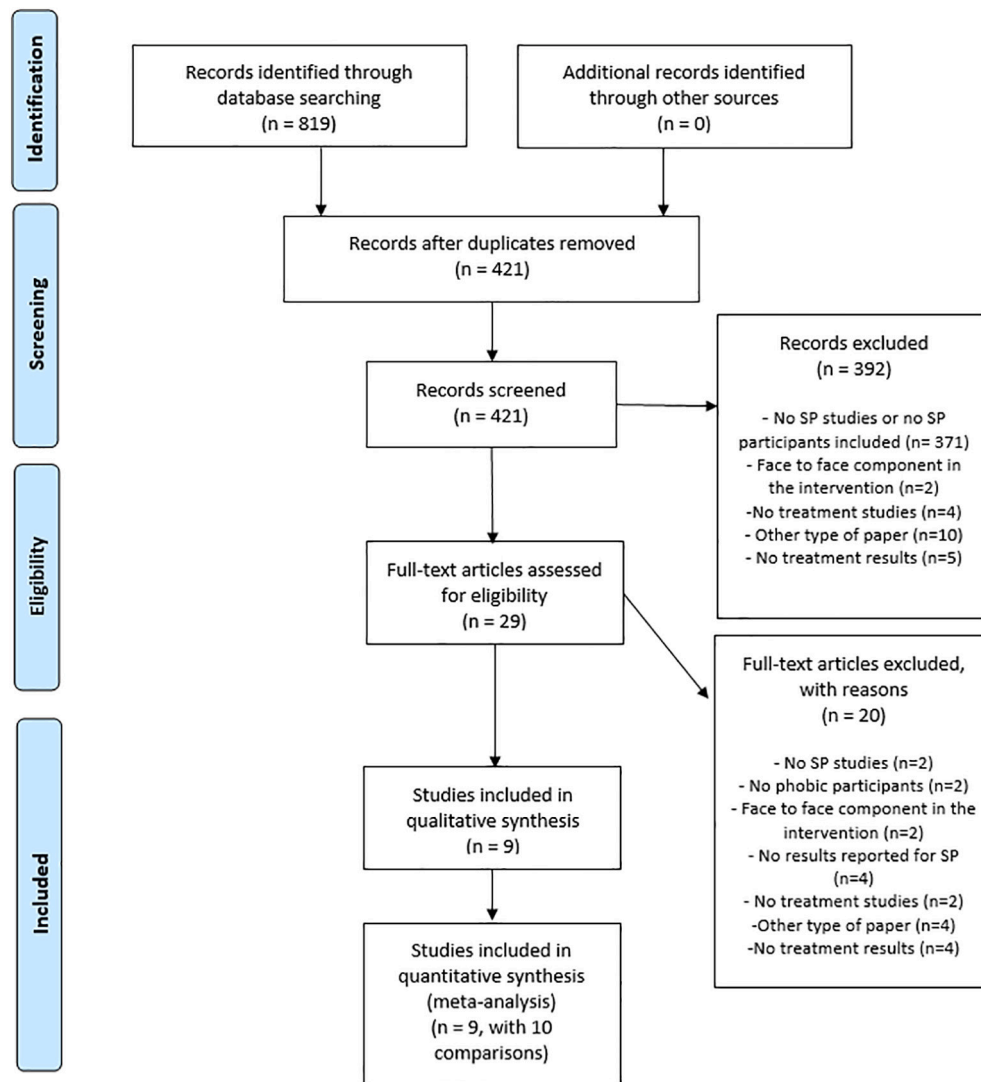 Identification
Records identified through
database searching
(n = 819)
Additional records identified
through other sources
(n = 0)
Screening
Records after duplicates removed
(n = 421)
Records screened
(n = 421)
Records excluded
(n = 392)
- No SP studies or no SP
participants included (n= 371)
- Face to face component in
the intervention (n=2)
-No treatment studies (n=4)
- Other type of paper (n=10)
- No treatment results (n=5)
Eligibility
Full-text articles assessed
for eligibility
(n = 29)
Full-text articles excluded,
with reasons
(n = 20)
- No SP studies (n=2)
- No phobic participants (n=2)
- Face to face component in the
intervention (n=2)
- No results reported for SP
(n=4)
- No treatment studies (n=2)
-Other type of paper (n=4)
-No treatment results (n=4)
Included
Studies included in
qualitative synthesis
(n = 9)
Studies included in
quantitative synthesis
(meta-analysis)
(n = 9, with 10
comparisons)